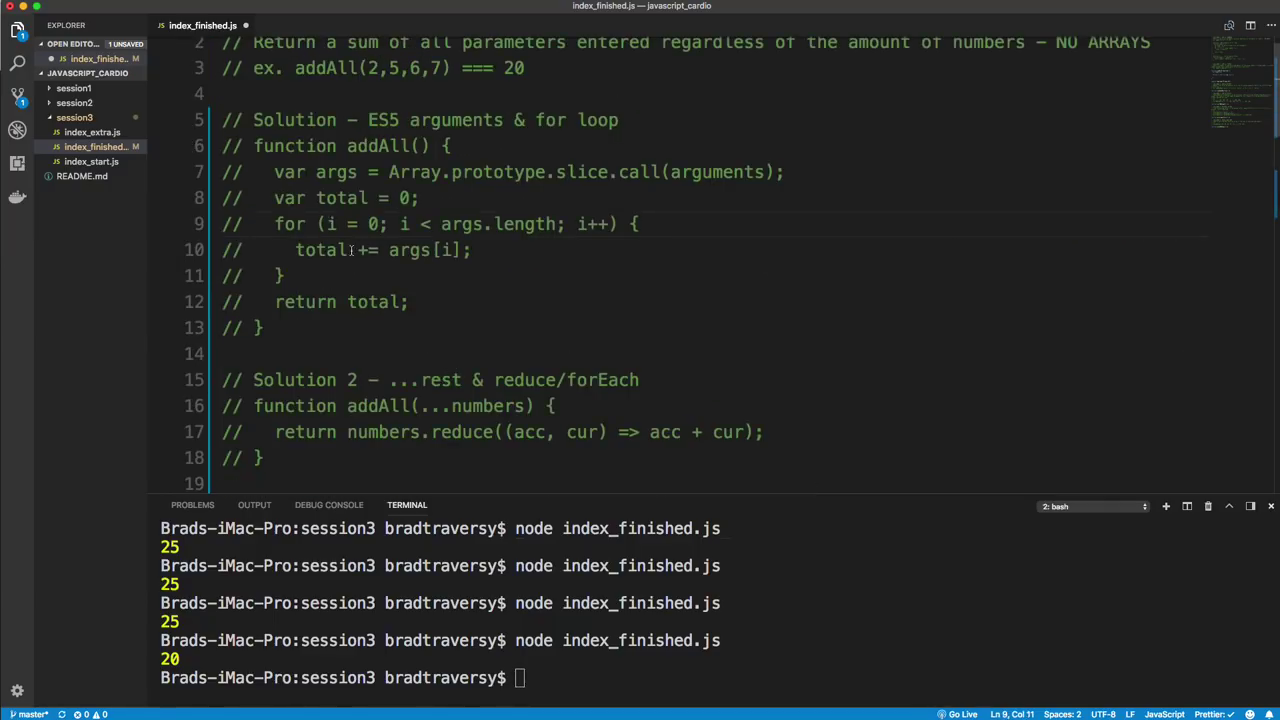 index_finished.js — javascript_cardio
EXPLORER
index_finished.js
OPEN EDITO... 1 UNSAVED
index_finishe... M
JAVASCRIPT_CARDIO
session1
session2
session3
index_extra.js
index_finished... M
index_start.js
README.md
1
1
2 // Return a sum of all parameters entered regardless of the amount of numbers - NO ARRAYS
3 // ex. addAll(2,5,6,7) === 20
4
5 // Solution - ES5 arguments & for loop
6 // function addAll() {
7 //   var args = Array.prototype.slice.call(arguments);
8 //   var total = 0;
9 //   for (i = 0; i < args.length; i++) {
10 //     total += args[i];
11 //   }
12 //   return total;
13 // }
14
15 // Solution 2 - ...rest & reduce/forEach
16 // function addAll(...numbers) {
17 //   return numbers.reduce((acc, cur) => acc + cur);
18 // }
19
PROBLEMS OUTPUT DEBUG CONSOLE TERMINAL 2: bash
Brads-iMac-Pro:session3 bradtraversy$ node index_finished.js
25
Brads-iMac-Pro:session3 bradtraversy$ node index_finished.js
25
Brads-iMac-Pro:session3 bradtraversy$ node index_finished.js
25
Brads-iMac-Pro:session3 bradtraversy$ node index_finished.js
20
Brads-iMac-Pro:session3 bradtraversy$
master* 0 0 Go Live Ln 9, Col 11 Spaces: 2 UTF-8 LF JavaScript Prettier: ✓